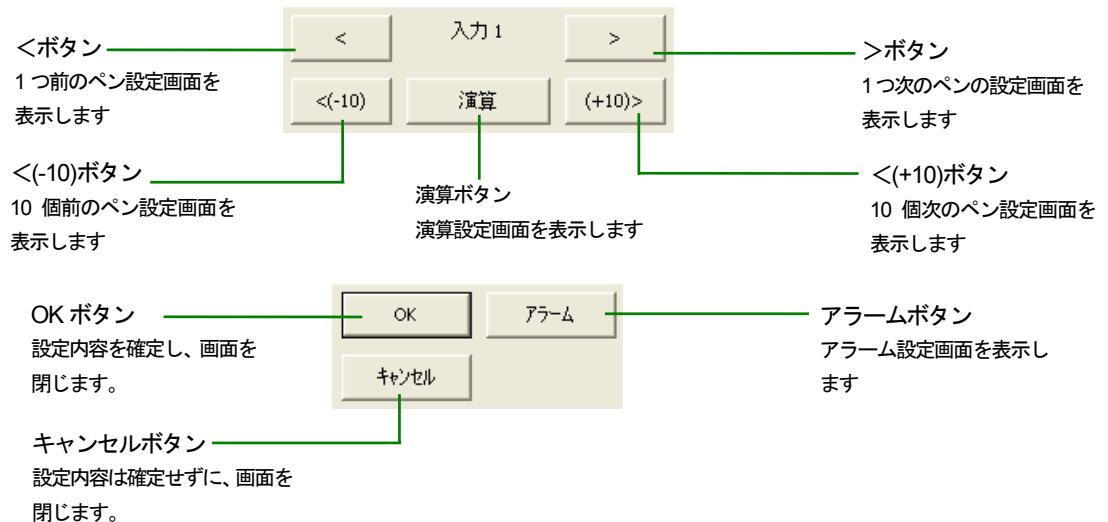 <ボタン
1 つ前のペン設定画面を
表示します
<
入力 1
>
>ボタン
1 つ次のペンの設定画面を
表示します
<(-10)
演算
(+10)>
<(-10)ボタン
10 個前のペン設定画面を
表示します
演算ボタン
演算設定画面を表示します
<(+10)ボタン
10 個次のペン設定画面を
表示します
OK ボタン
設定内容を確定し、画面を
閉じます。
OK
アラーム
アラームボタン
アラーム設定画面を表示し
ます
キャンセル
キャンセルボタン
設定内容は確定せずに、画面を
閉じます。